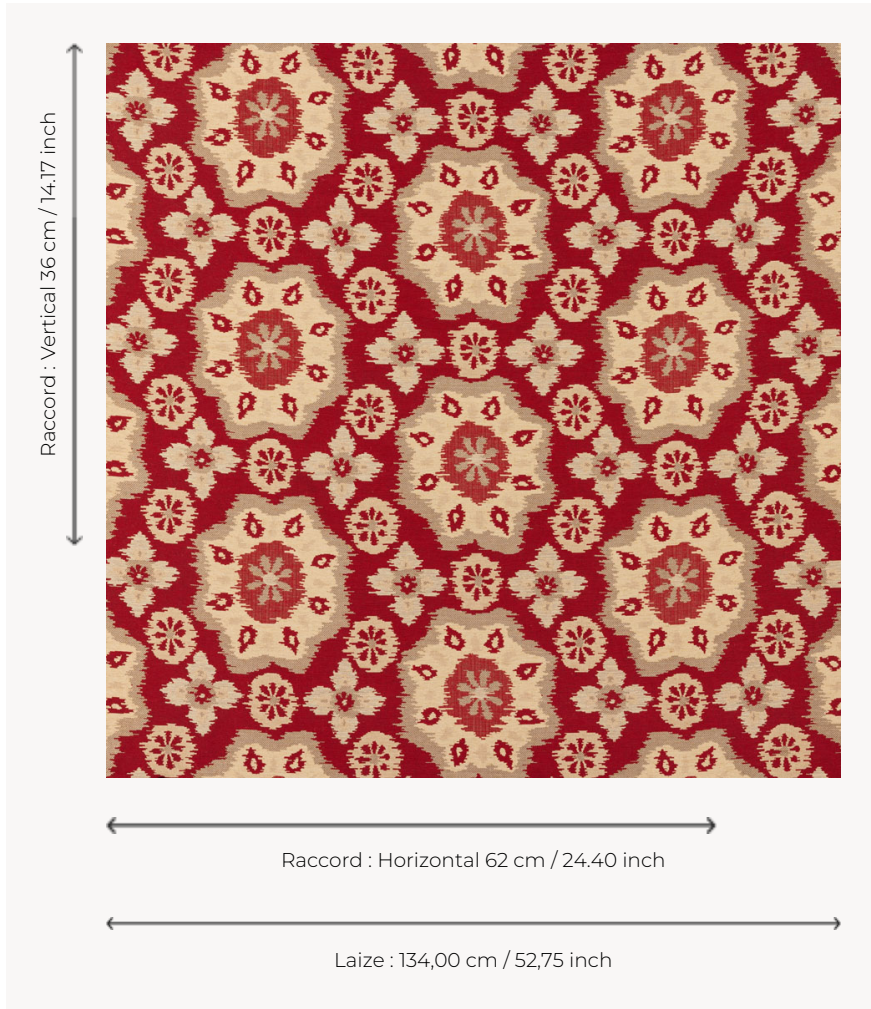 Raccord : Vertical 36 cm / 14.17 inch
Raccord : Horizontal 62 cm / 24.40 inch
Laize : 134,00 cm / 52,75 inch